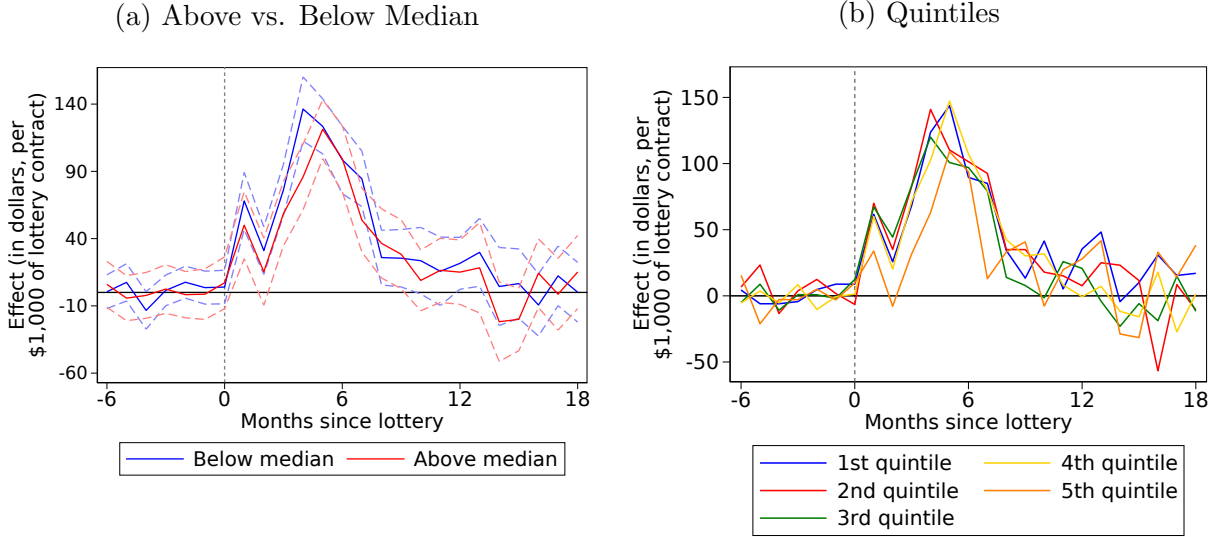 (a) Above vs. Below Median
Effect (in dollars, per
$1,000 of lottery contract)
140
90
40
-10
-60
-6
0
6
12
18
Months since lottery
Below median
Above median
(b) Quintiles
Effect (in dollars, per
$1,000 of lottery contract)
150
100
50
0
-50
-6
0
6
12
18
Months since lottery
1st quintile
4th quintile
2nd quintile
5th quintile
3rd quintile